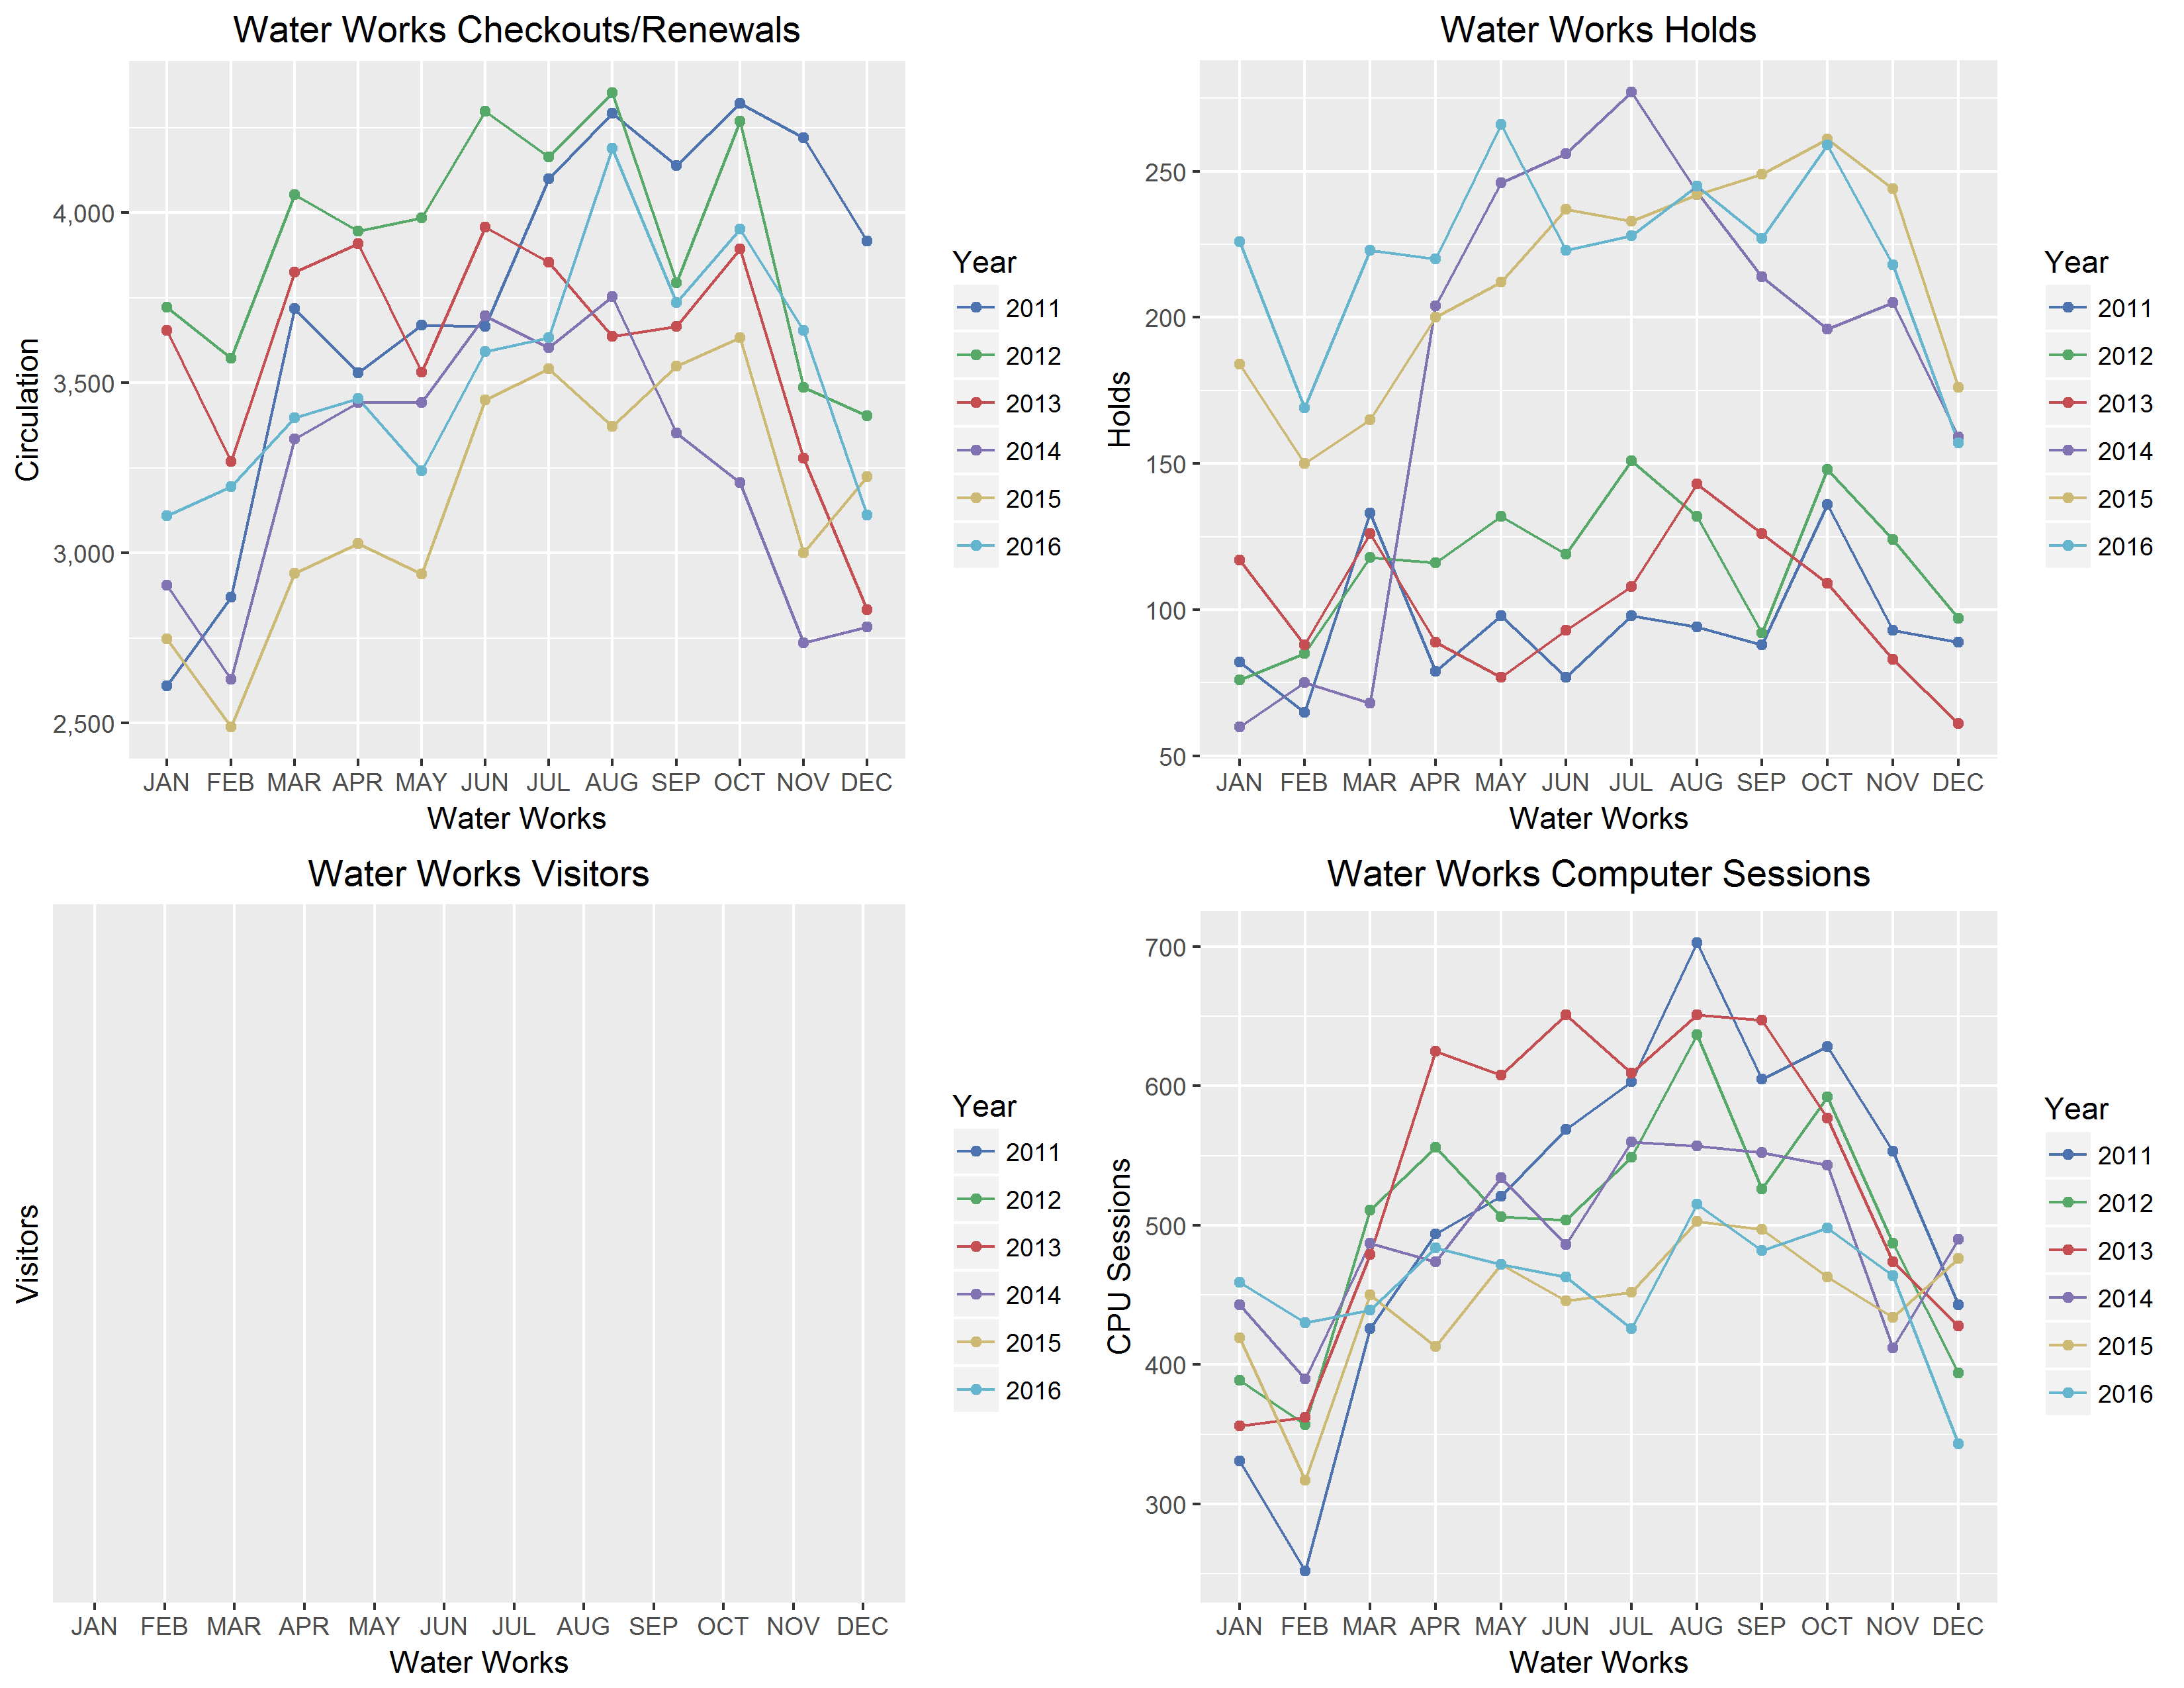 Water Works Checkouts/Renewals
Circulation
4,000
3,500
3,000
2,500
JAN FEB MAR APR MAY JUN JUL AUG SEP OCT NOV DEC
Water Works
Year
2011
2012
2013
2014
2015
2016
Water Works Holds
Holds
250
200
150
100
50
JAN FEB MAR APR MAY JUN JUL AUG SEP OCT NOV DEC
Water Works
Year
2011
2012
2013
2014
2015
2016
Water Works Visitors
Visitors
JAN FEB MAR APR MAY JUN JUL AUG SEP OCT NOV DEC
Water Works
Year
2011
2012
2013
2014
2015
2016
Water Works Computer Sessions
CPU Sessions
700
600
500
400
300
JAN FEB MAR APR MAY JUN JUL AUG SEP OCT NOV DEC
Water Works
Year
2011
2012
2013
2014
2015
2016